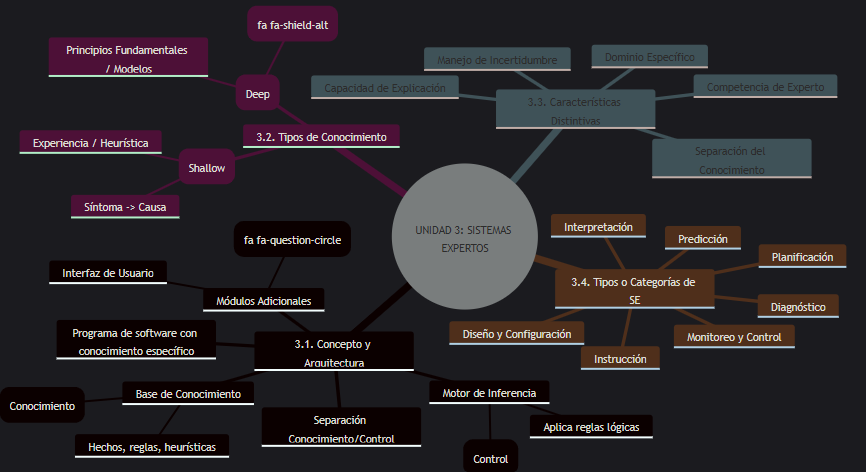 fa fa-shield-alt
Principios Fundamentales
/ Modelos
Deep
3.2. Tipos de Conocimiento
Experiencia / Heurística
Shallow
Síntoma -> Causa
Manejo de Incertidumbre
Dominio Específico
Capacidad de Explicación
Competencia de Experto
3.3. Características
Distintivas
Separación del
Conocimiento
UNIDAD 3: SISTEMAS
EXPERTOS
Interpretación
Predicción
Planificación
3.4. Tipos o Categorías de
SE
Diagnóstico
Diseño y Configuración
Monitoreo y Control
Instrucción
fa fa-question-circle
Interfaz de Usuario
Módulos Adicionales
Programa de software con
conocimiento específico
3.1. Concepto y
Arquitectura
Base de Conocimiento
Conocimiento
Hechos, reglas, heurísticas
Separación
Conocimiento/Control
Motor de Inferencia
Aplica reglas lógicas
Control